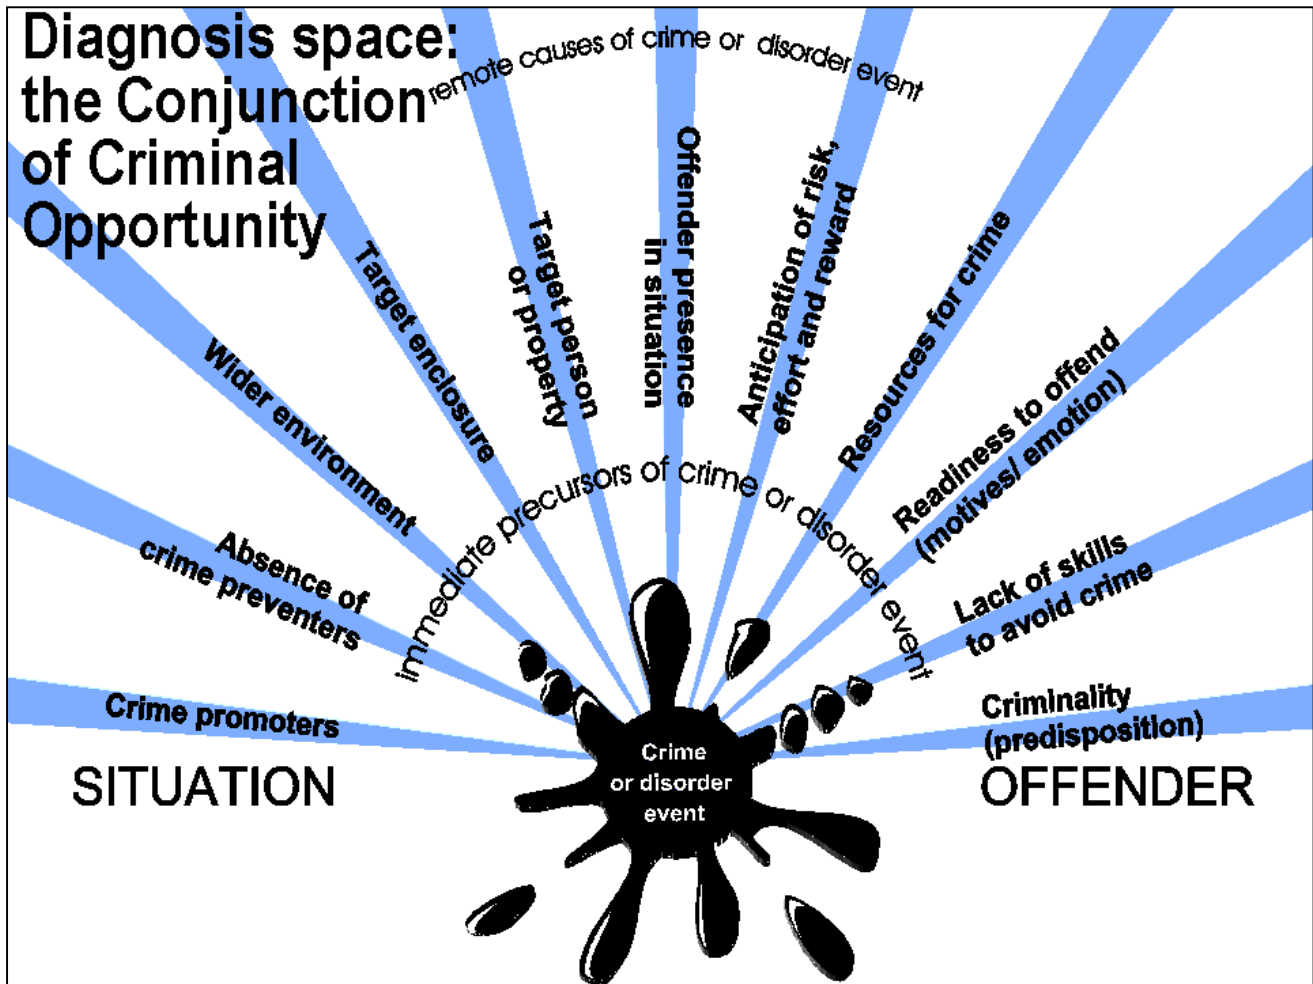 Diagnosis space:
the Conjunction
of Criminal
Opportunity
remote causes of crime or disorder event
Crime promoters
Absence of
crime preventers
Wider environment
Target enclosure
Target person
or property
Offender presence
in situation
Anticipation of risk,
effort and reward
Resources for crime
Readiness to offend
(motives/ emotion)
Lack of skills
to avoid crime
Criminality
(predisposition)
immediate precursors of crime or disorder event
SITUATION
OFFENDER
Crime
or disorder
event